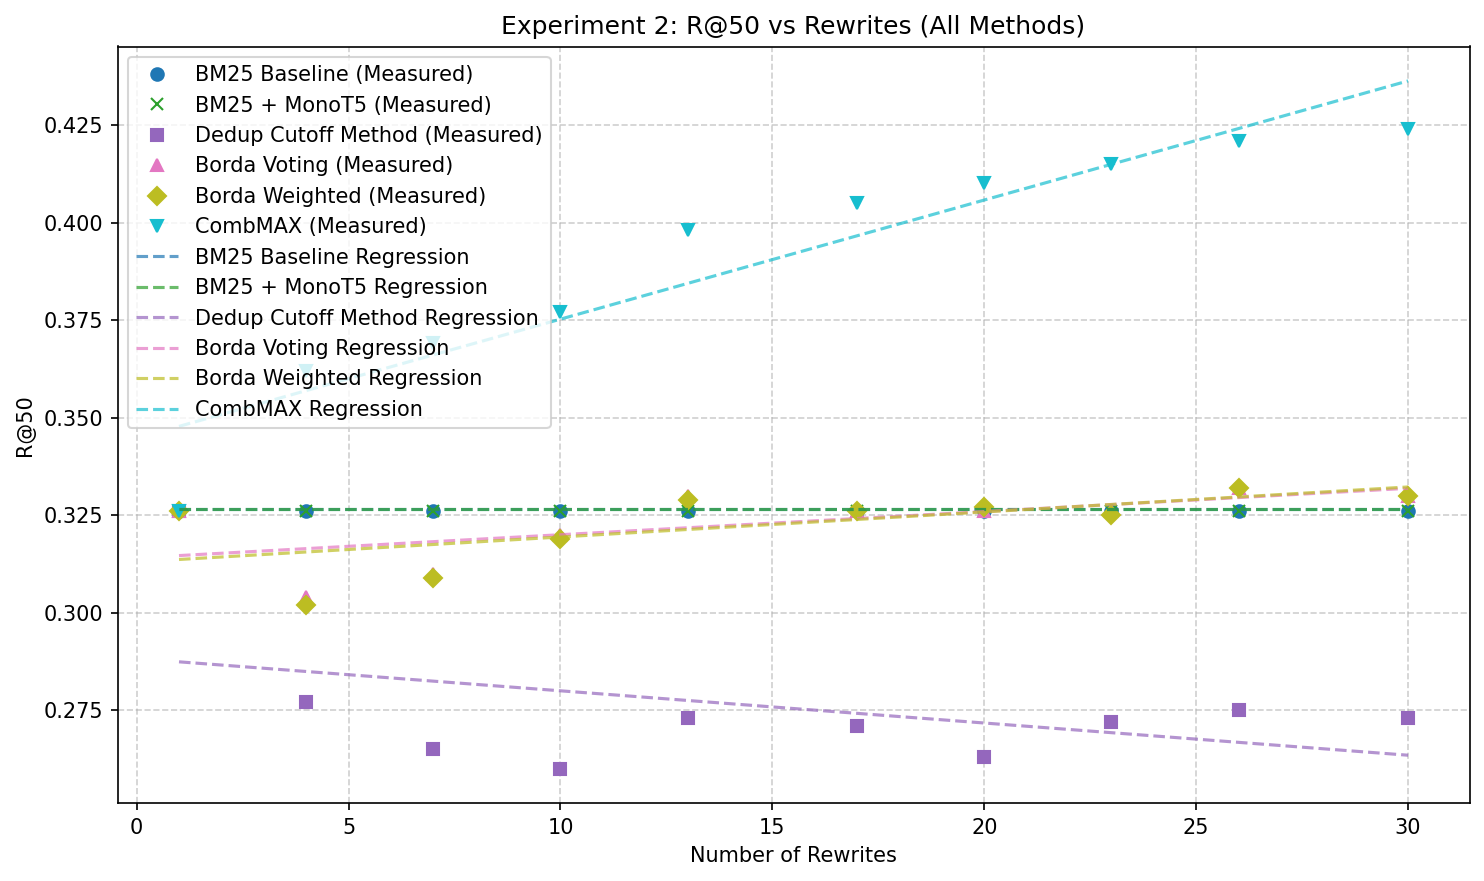 Experiment 2: R@50 vs Rewrites (All Methods)
BM25 Baseline (Measured)
BM25 + MonoT5 (Measured)
Dedup Cutoff Method (Measured)
Borda Voting (Measured)
Borda Weighted (Measured)
CombMAX (Measured)
BM25 Baseline Regression
BM25 + MonoT5 Regression
Dedup Cutoff Method Regression
Borda Voting Regression
Borda Weighted Regression
CombMAX Regression
R@50
0.425
0.400
0.375
0.350
0.325
0.300
0.275
0
5
10
15
20
25
30
Number of Rewrites